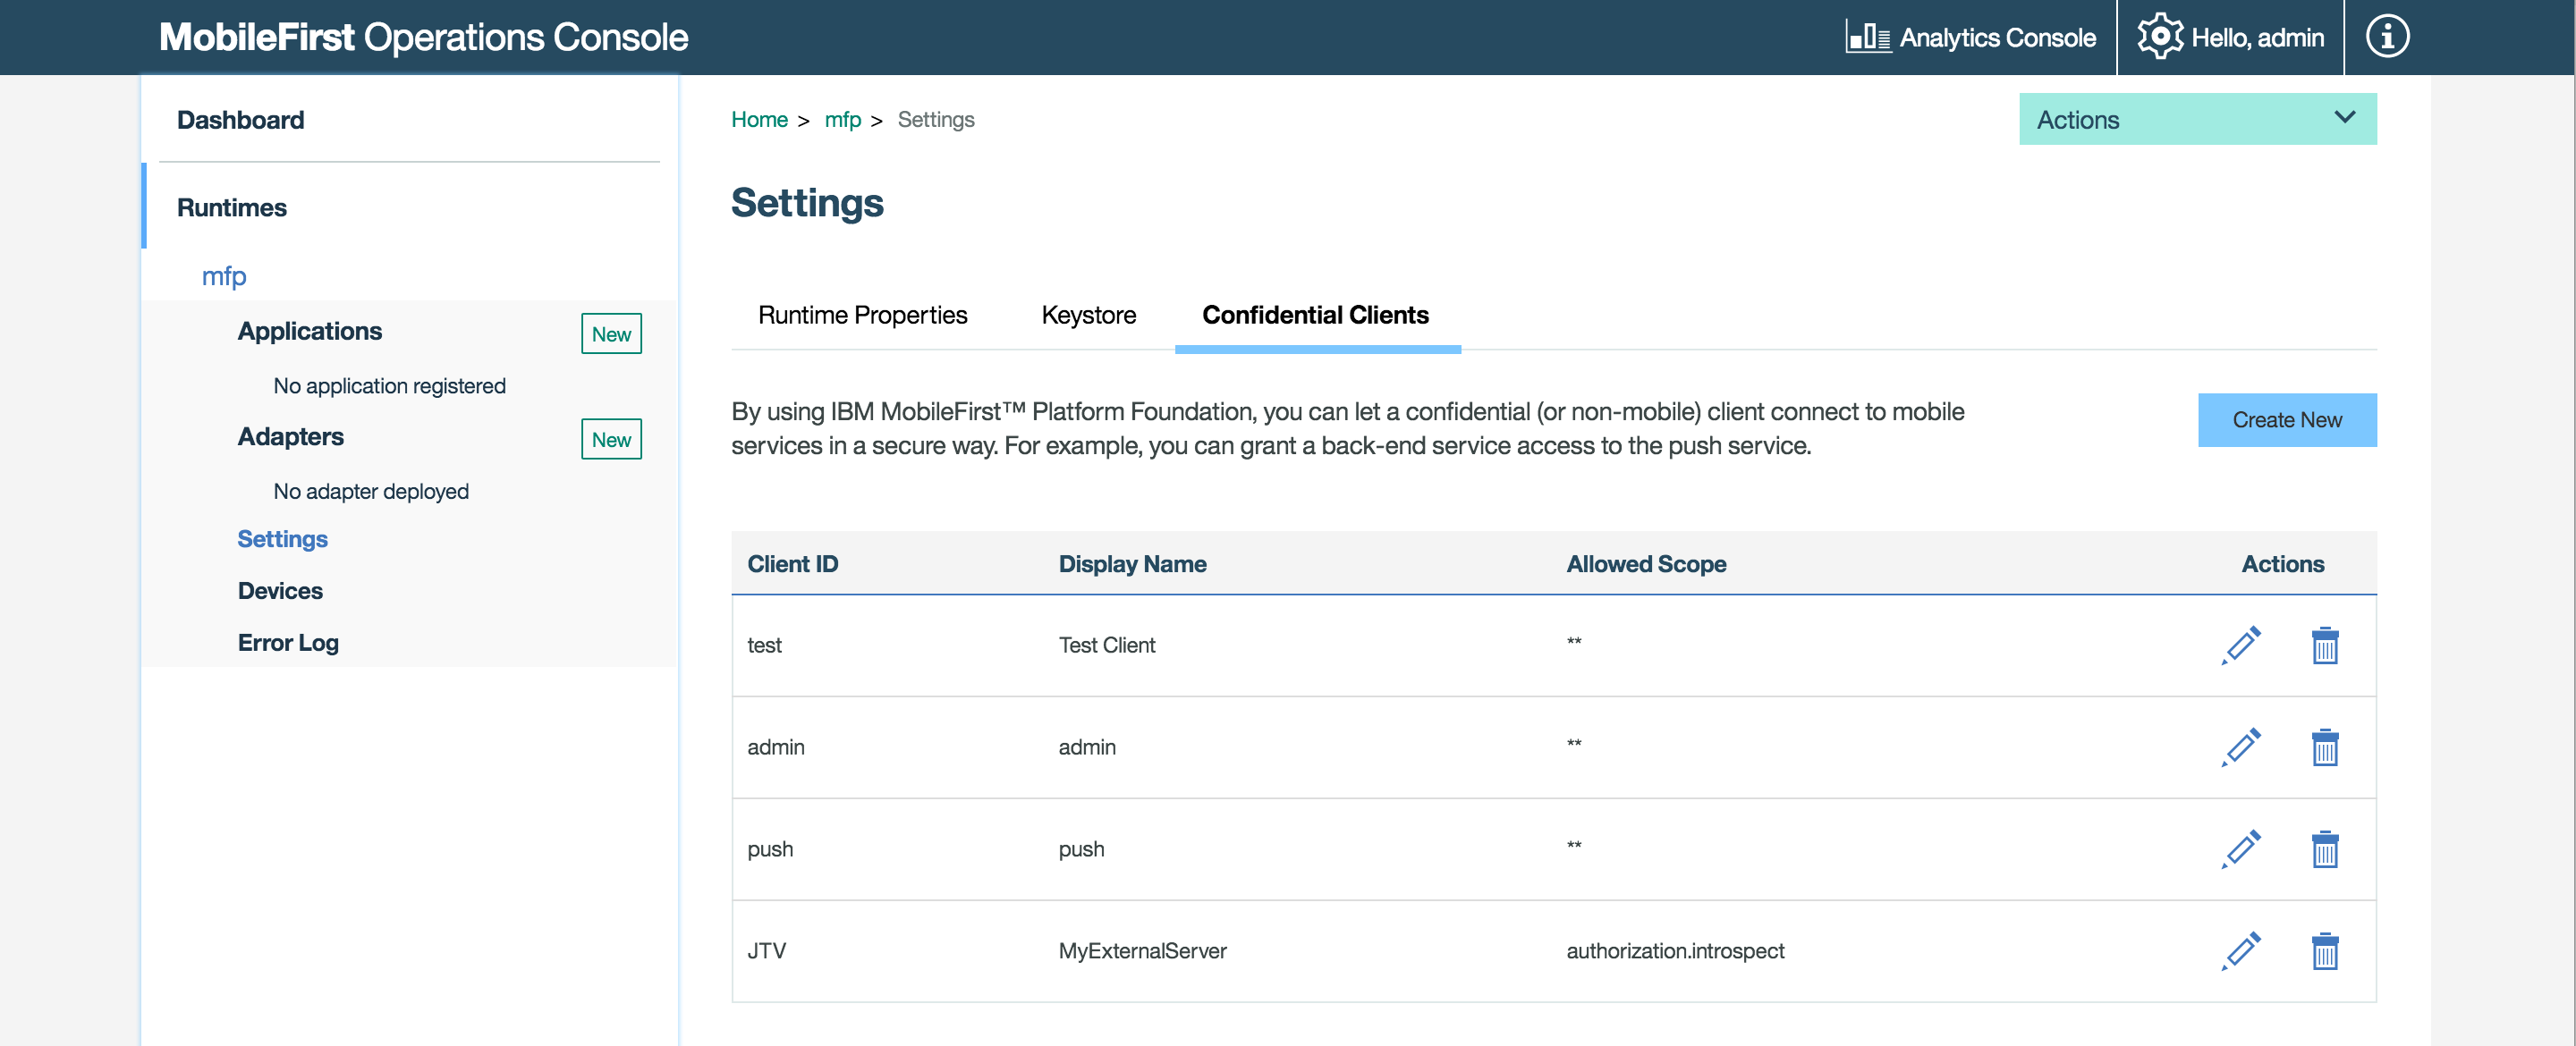 MobileFirst Operations Console
Analytics Console
Hello, admin
Dashboard
Runtimes
mfp
Applications
New
No application registered
Adapters
New
No adapter deployed
Settings
Devices
Error Log
Home > mfp > Settings
Actions
Settings
Runtime Properties
Keystore
Confidential Clients
By using IBM MobileFirst™ Platform Foundation, you can let a confidential (or non-mobile) client connect to mobile
services in a secure way. For example, you can grant a back-end service access to the push service.
Create New
Client ID Display Name Allowed Scope Actions
test Test Client **
admin admin **
push push **
JTV MyExternalServer authorization.introspect